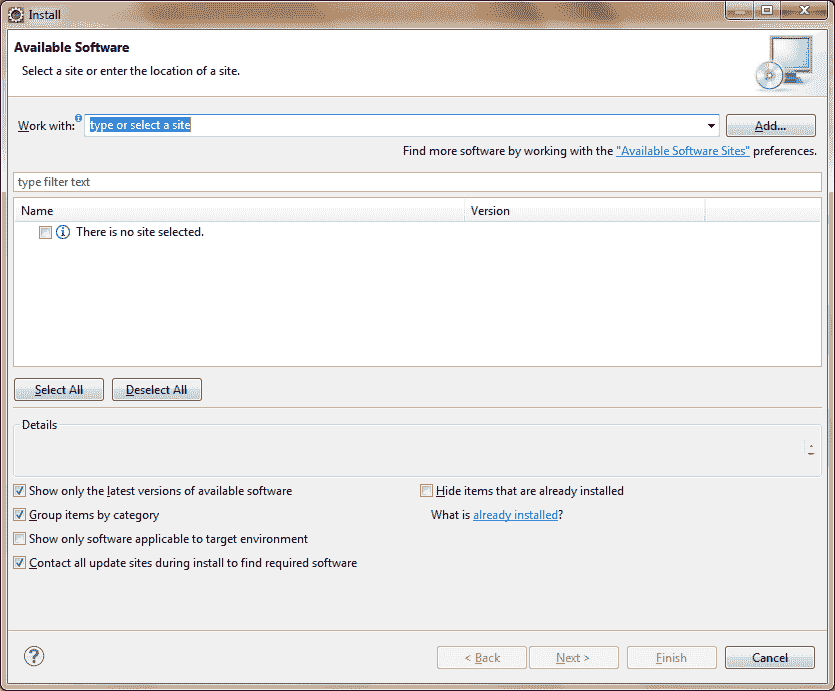 Install
Available Software
Select a site or enter the location of a site.
Work with: type or select a site Add...
Find more software by working with the "Available Software Sites" preferences.
type filter text
Name Version
There is no site selected.
Select All Deselect All
Details
Show only the latest versions of available software Hide items that are already installed
Group items by category What is already installed?
Show only software applicable to target environment
Contact all update sites during install to find required software
? < Back Next > Finish Cancel